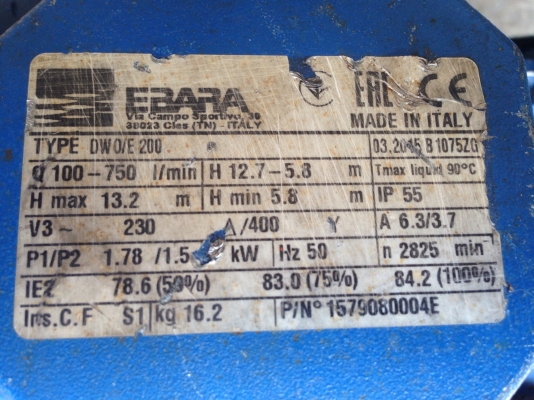 EBARA
Via Campo Sportivo, 30
38023 Cles (TN) - ITALY
EAC CE
MADE IN ITALY
TYPE DWO/E 200 03.2015 B1075ZG
Q 100-750 l/min H 12.7-5.8 m Tmax liquid 90°C
H max 13.2 m H min 5.8 m IP 55
V3~ 230 Δ/400 Y A 6.3/3.7
P1/P2 1.78/1.5 kW Hz 50 n 2825 min⁻
IE2 78.6 (50%) 83.0 (75%) 84.2 (100%)
Ins.C.F S1 kg 16.2 P/N° 1579080004E